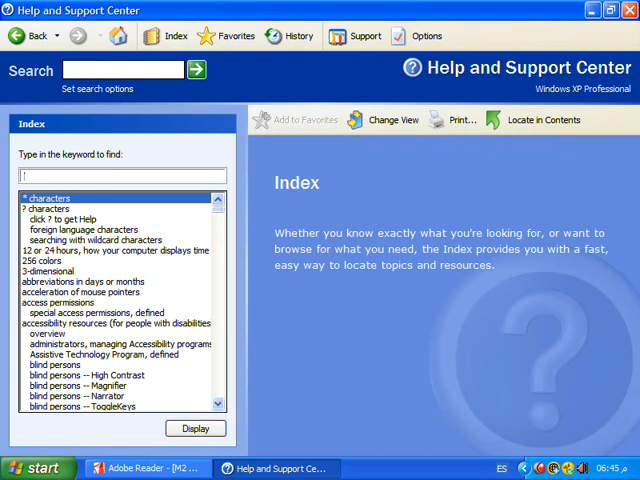 Help and Support Center
Back
Index
Favorites
History
Support
Options
Search
Set search options
Help and Support Center
Windows XP Professional
Index
Type in the keyword to find:
* characters
? characters
click ? to get Help
foreign language characters
searching with wildcard characters
12 or 24 hours, how your computer displays time
256 colors
3-dimensional
abbreviations in days or months
acceleration of mouse pointers
access permissions
special access permissions, defined
accessibility resources (for people with disabilities
overview
administrators, managing Accessibility programs
Assistive Technology Program, defined
blind persons
blind persons -- High Contrast
blind persons -- Magnifier
blind persons -- Narrator
blind persons -- ToggleKeys
Display
Add to Favorites
Change View
Print...
Locate in Contents
Index
Whether you know exactly what you're looking for, or want to
browse for what you need, the Index provides you with a fast,
easy way to locate topics and resources.
start
Adobe Reader - [M2 ...
Help and Support Ce...
ES
06:45 م